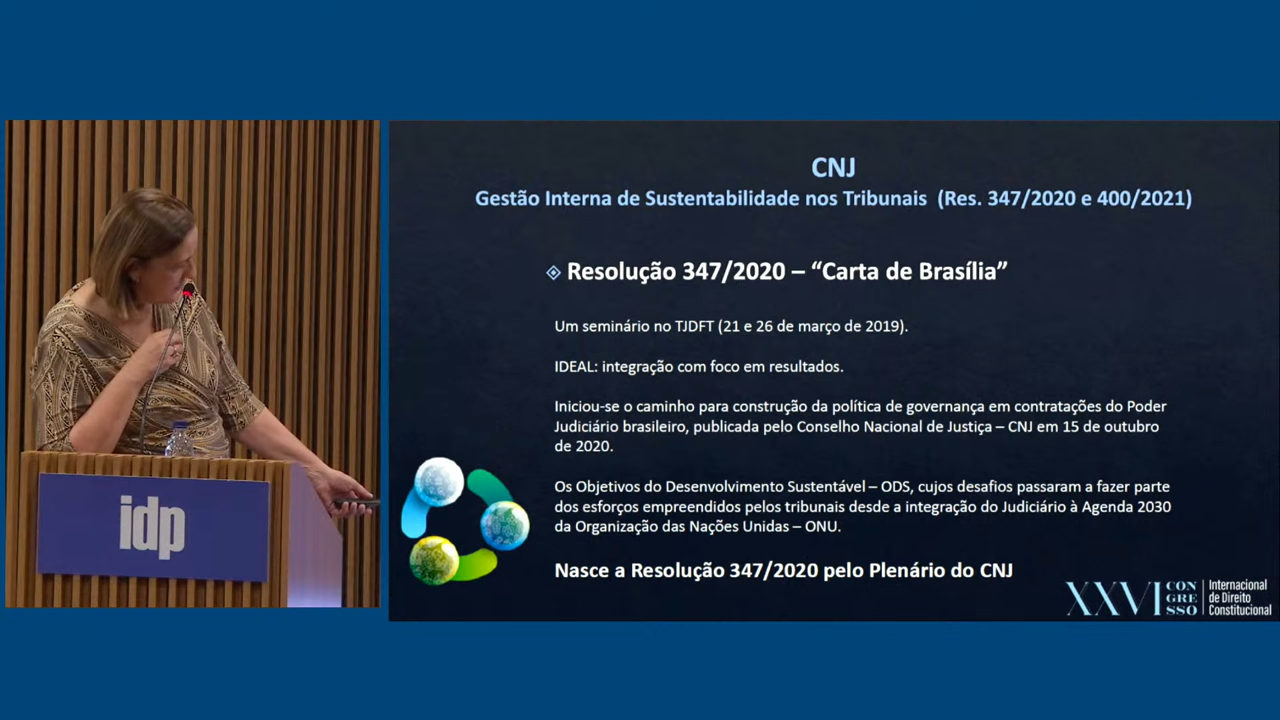 idp
CNJ
Gestão Interna de Sustentabilidade nos Tribunais (Res. 347/2020 e 400/2021)
Resolução 347/2020 – “Carta de Brasília”
Um seminário no TJDFT (21 e 26 de março de 2019).
IDEAL: integração com foco em resultados.
Iniciou-se o caminho para construção da política de governança em contratações do Poder
Judiciário brasileiro, publicada pelo Conselho Nacional de Justiça – CNJ em 15 de outubro
de 2020.
Os Objetivos do Desenvolvimento Sustentável – ODS, cujos desafios passaram a fazer parte
dos esforços empreendidos pelos tribunais desde a integração do Judiciário à Agenda 2030
da Organização das Nações Unidas – ONU.
Nasce a Resolução 347/2020 pelo Plenário do CNJ
XXVI
CON
GRE
SSO
Internacional
de Direito
Constitucional